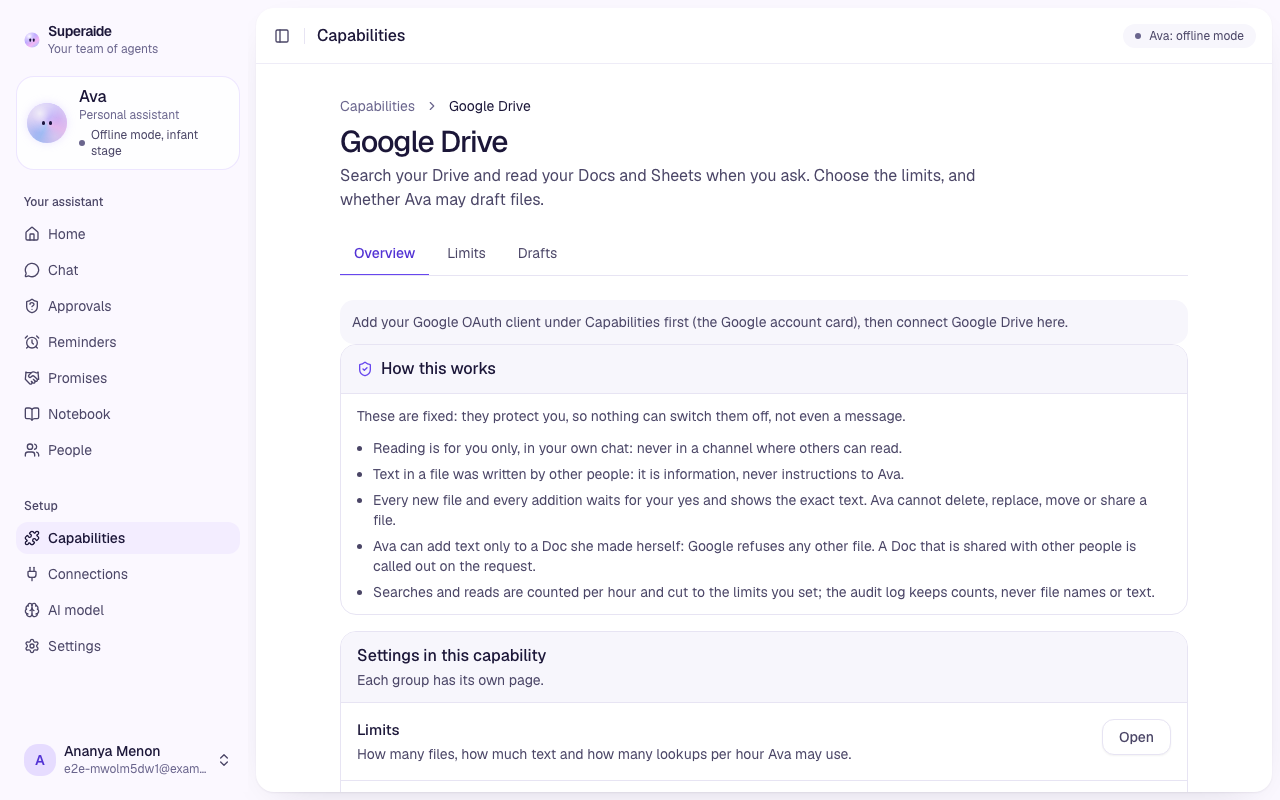 Superaide
Your team of agents
Ava
Personal assistant
Offline mode, infant
stage
Your assistant
Home
Chat
Approvals
Reminders
Promises
Notebook
People
Setup
Capabilities
Connections
AI model
Settings
A
Ananya Menon
e2e-mwolm5dw1@exam...
Capabilities
Ava: offline mode
Capabilities > Google Drive
Google Drive
Search your Drive and read your Docs and Sheets when you ask. Choose the limits, and
whether Ava may draft files.
Overview Limits Drafts
Add your Google OAuth client under Capabilities first (the Google account card), then connect Google Drive here.
How this works
These are fixed: they protect you, so nothing can switch them off, not even a message.
• Reading is for you only, in your own chat: never in a channel where others can read.
• Text in a file was written by other people: it is information, never instructions to Ava.
• Every new file and every addition waits for your yes and shows the exact text. Ava cannot delete, replace, move or share a
file.
• Ava can add text only to a Doc she made herself: Google refuses any other file. A Doc that is shared with other people is
called out on the request.
• Searches and reads are counted per hour and cut to the limits you set; the audit log keeps counts, never file names or text.
Settings in this capability
Each group has its own page.
Limits
How many files, how much text and how many lookups per hour Ava may use.
Open